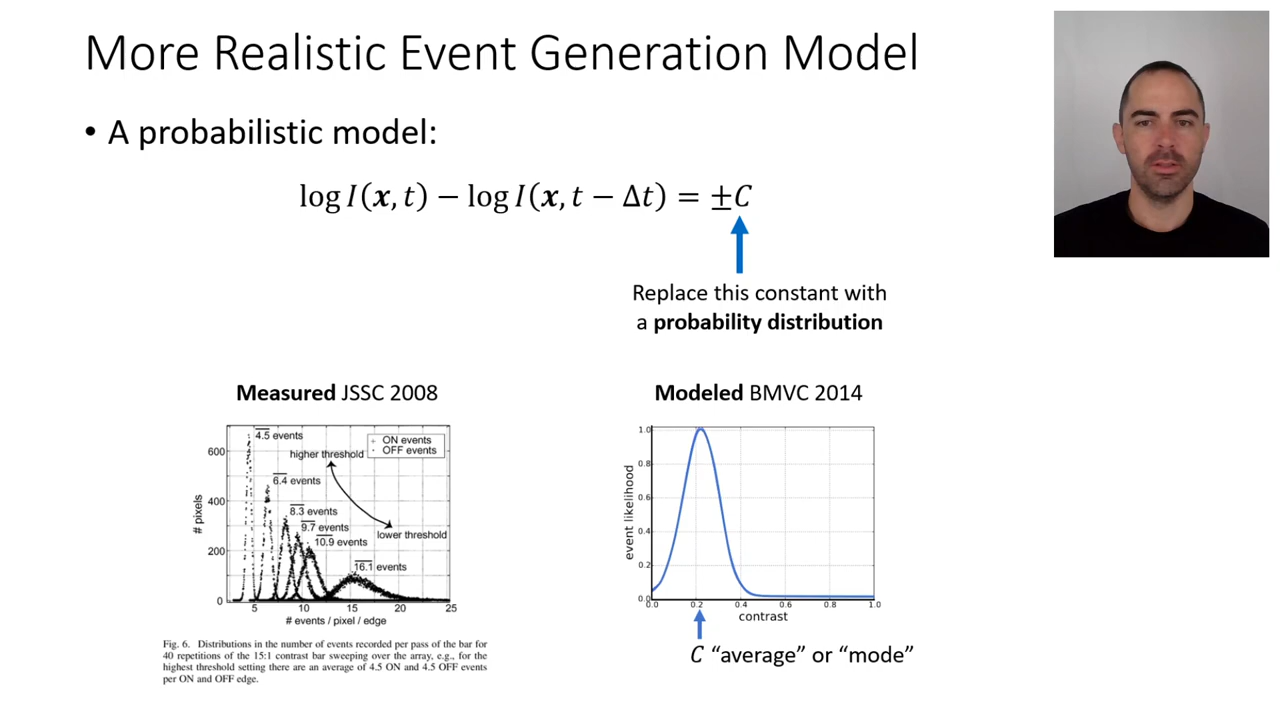 More Realistic Event Generation Model
• A probabilistic model:
log I(x, t) − log I(x, t − Δt) = ±C
Replace this constant with
a probability distribution
Measured JSSC 2008
4.5 events
+ ON events
· OFF events
higher threshold
6.4 events
8.3 events
9.7 events
10.9 events
lower threshold
16.1 events
# pixels
600
400
200
0
5 10 15 20 25
# events / pixel / edge
Fig. 6. Distributions in the number of events recorded per pass of the bar for
40 repetitions of the 15:1 contrast bar sweeping over the array, e.g., for the
highest threshold setting there are an average of 4.5 ON and 4.5 OFF events
per ON and OFF edge.
Modeled BMVC 2014
event likelihood
1.0
0.8
0.6
0.4
0.2
0.0
0.0 0.2 0.4 0.6 0.8 1.0
contrast
C “average” or “mode”